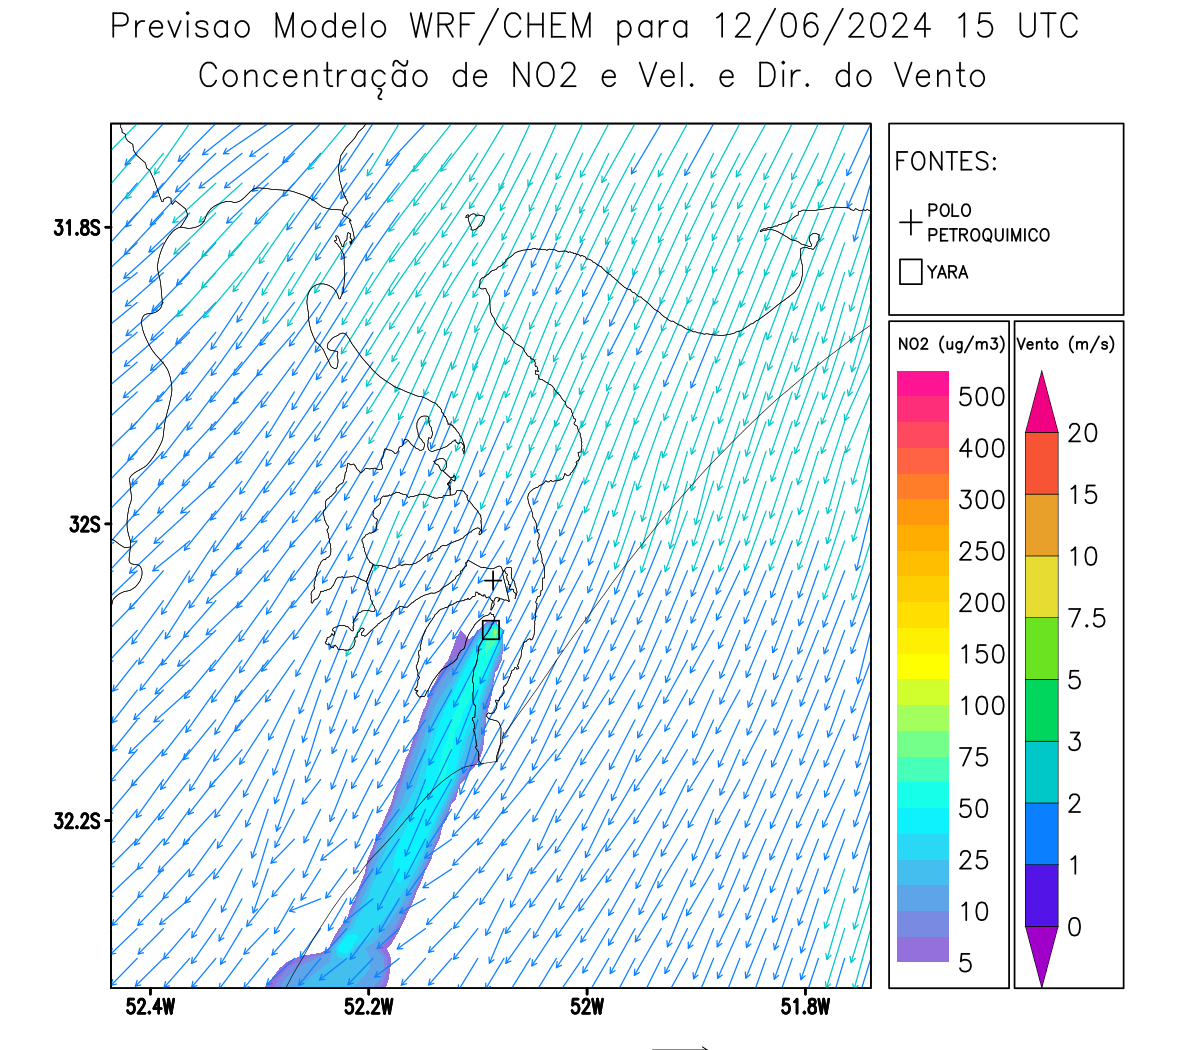 Previsao Modelo WRF/CHEM para 12/06/2024 15 UTC
Concentração de NO2 e Vel. e Dir. do Vento
FONTES:
POLO
PETROQUIMICO
YARA
NO2 (ug/m3)
500
400
300
250
200
150
100
75
50
25
10
5
Vento (m/s)
20
15
10
7.5
5
3
2
1
0
31.8S
32S
32.2S
52.4W
52.2W
52W
51.8W